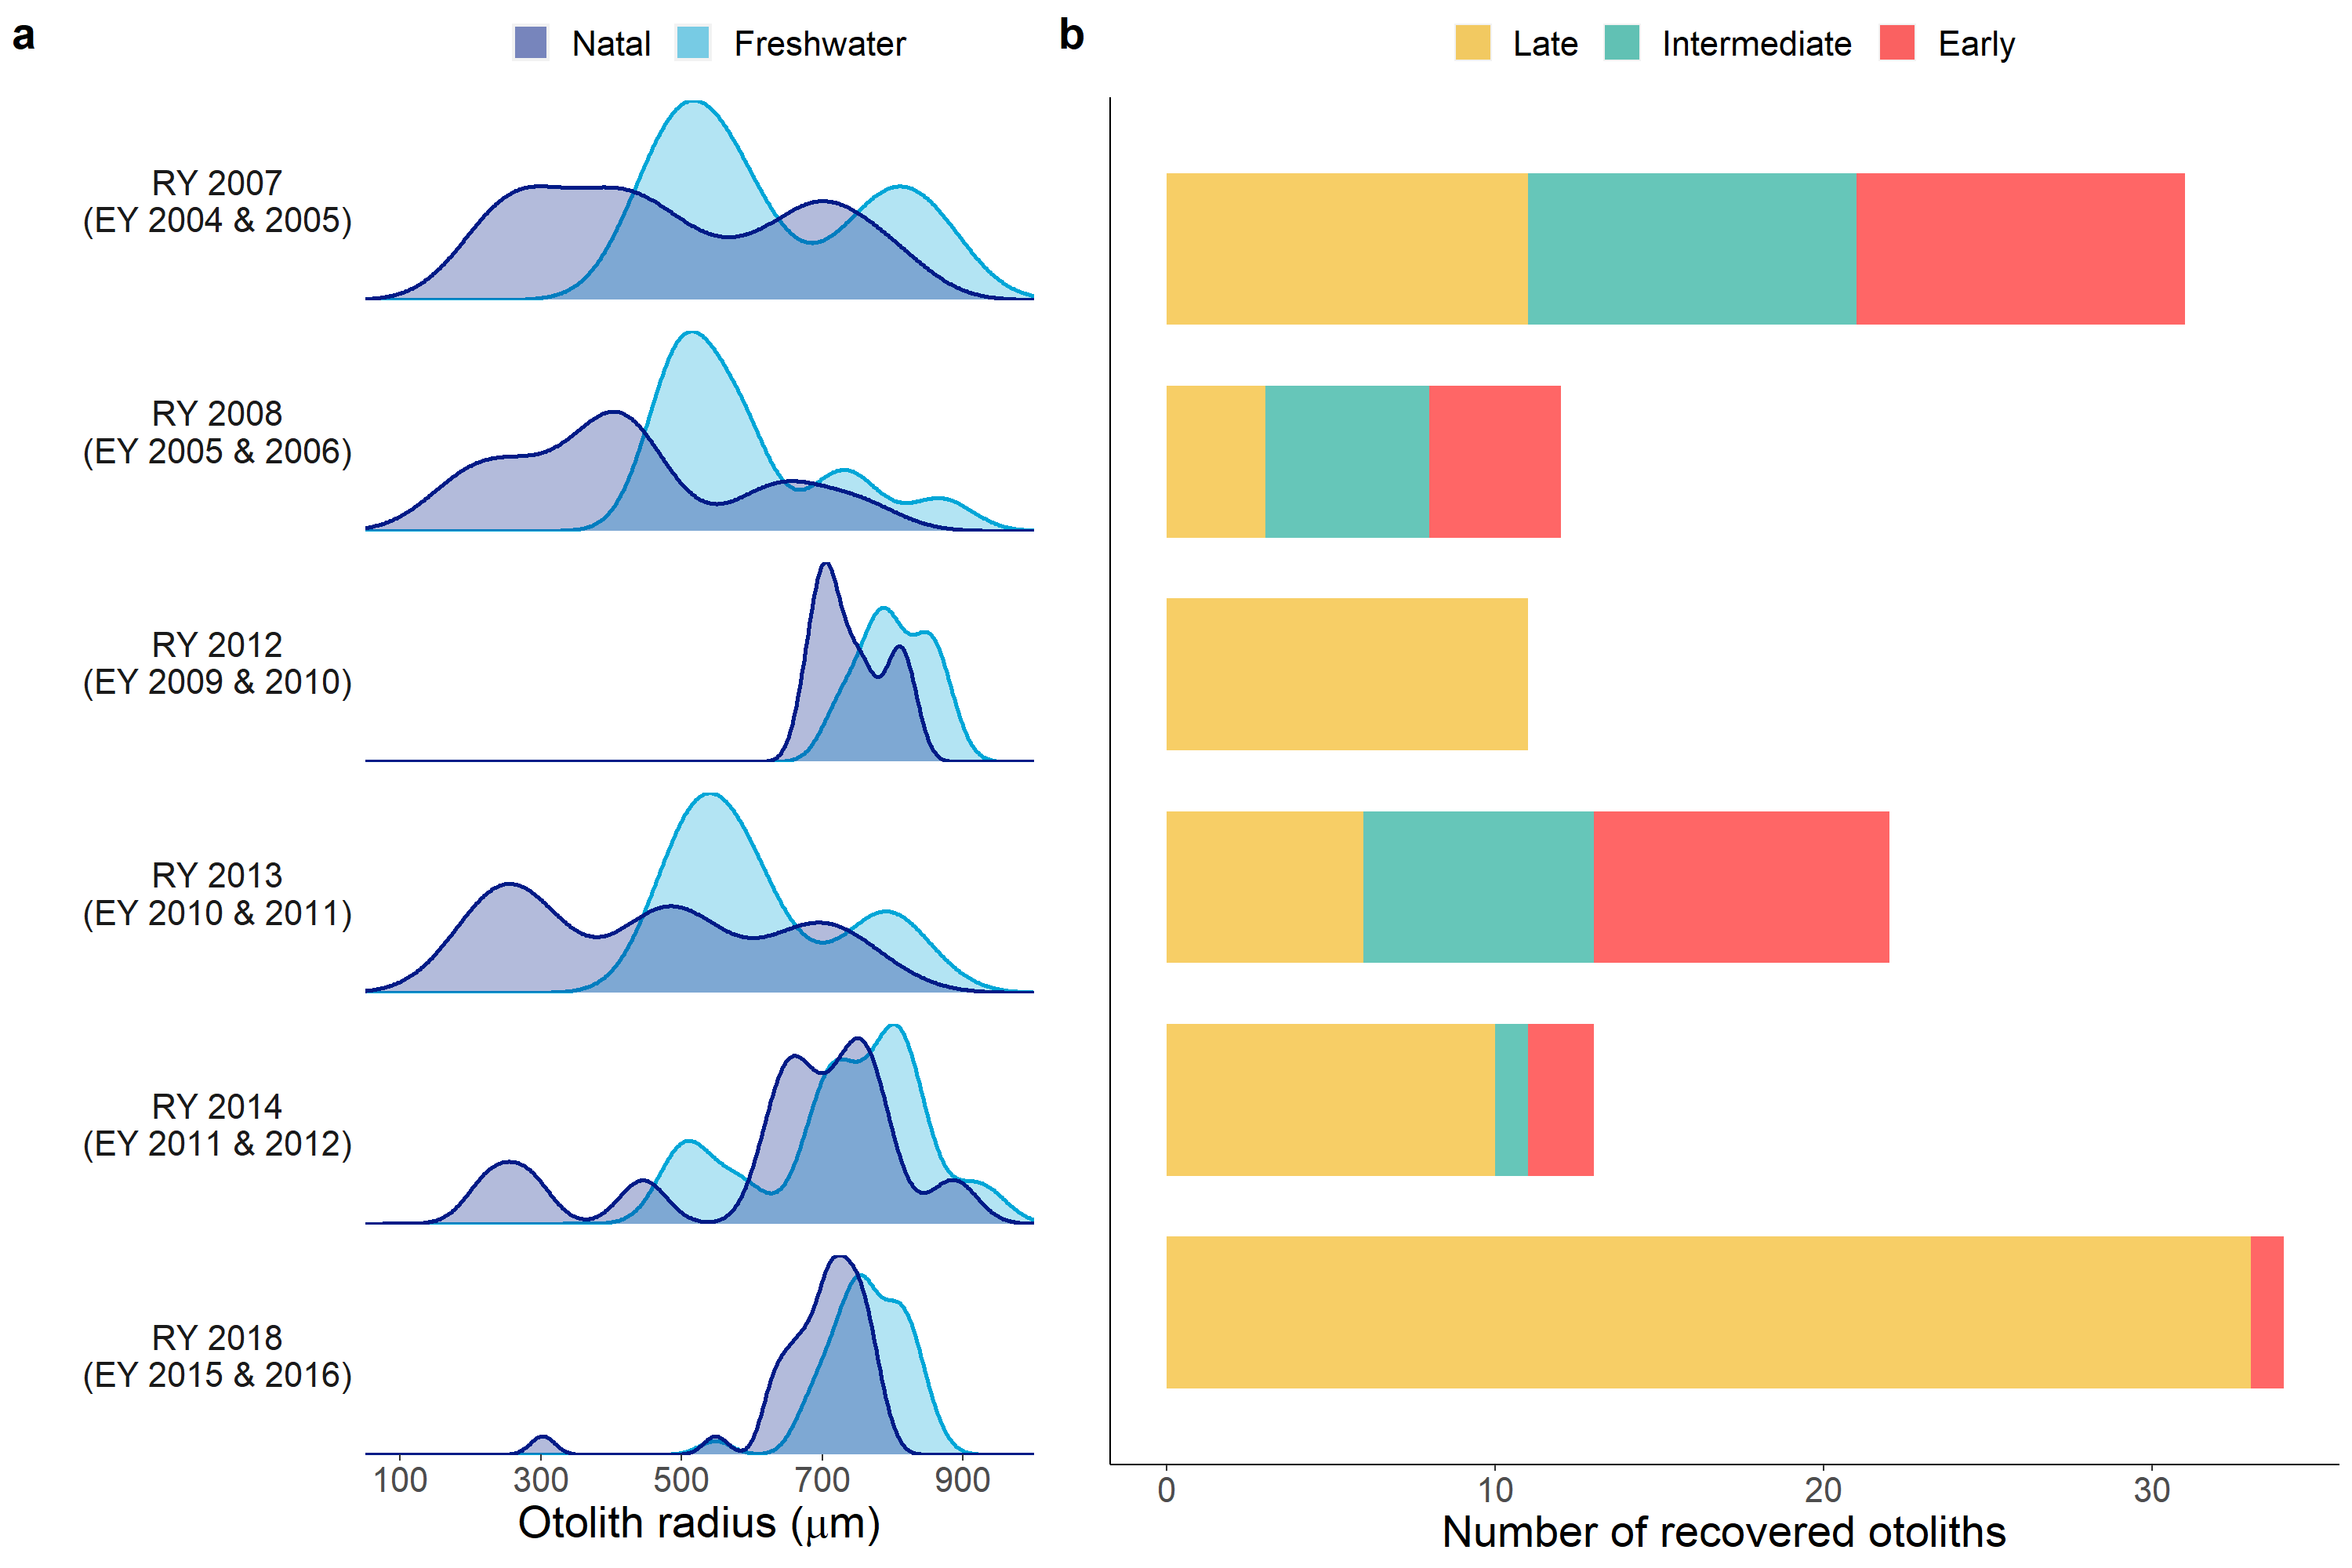 a
Natal Freshwater
RY 2007
(EY 2004 & 2005)
RY 2008
(EY 2005 & 2006)
RY 2012
(EY 2009 & 2010)
RY 2013
(EY 2010 & 2011)
RY 2014
(EY 2011 & 2012)
RY 2018
(EY 2015 & 2016)
100 300 500 700 900
Otolith radius (μm)
b
Late Intermediate Early
0 10 20 30
Number of recovered otoliths